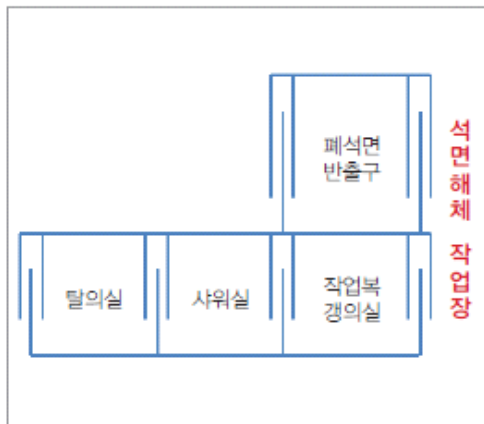 폐석면
반출구
석면해체 작업장
탈의실
샤워실
작업복
갱의실